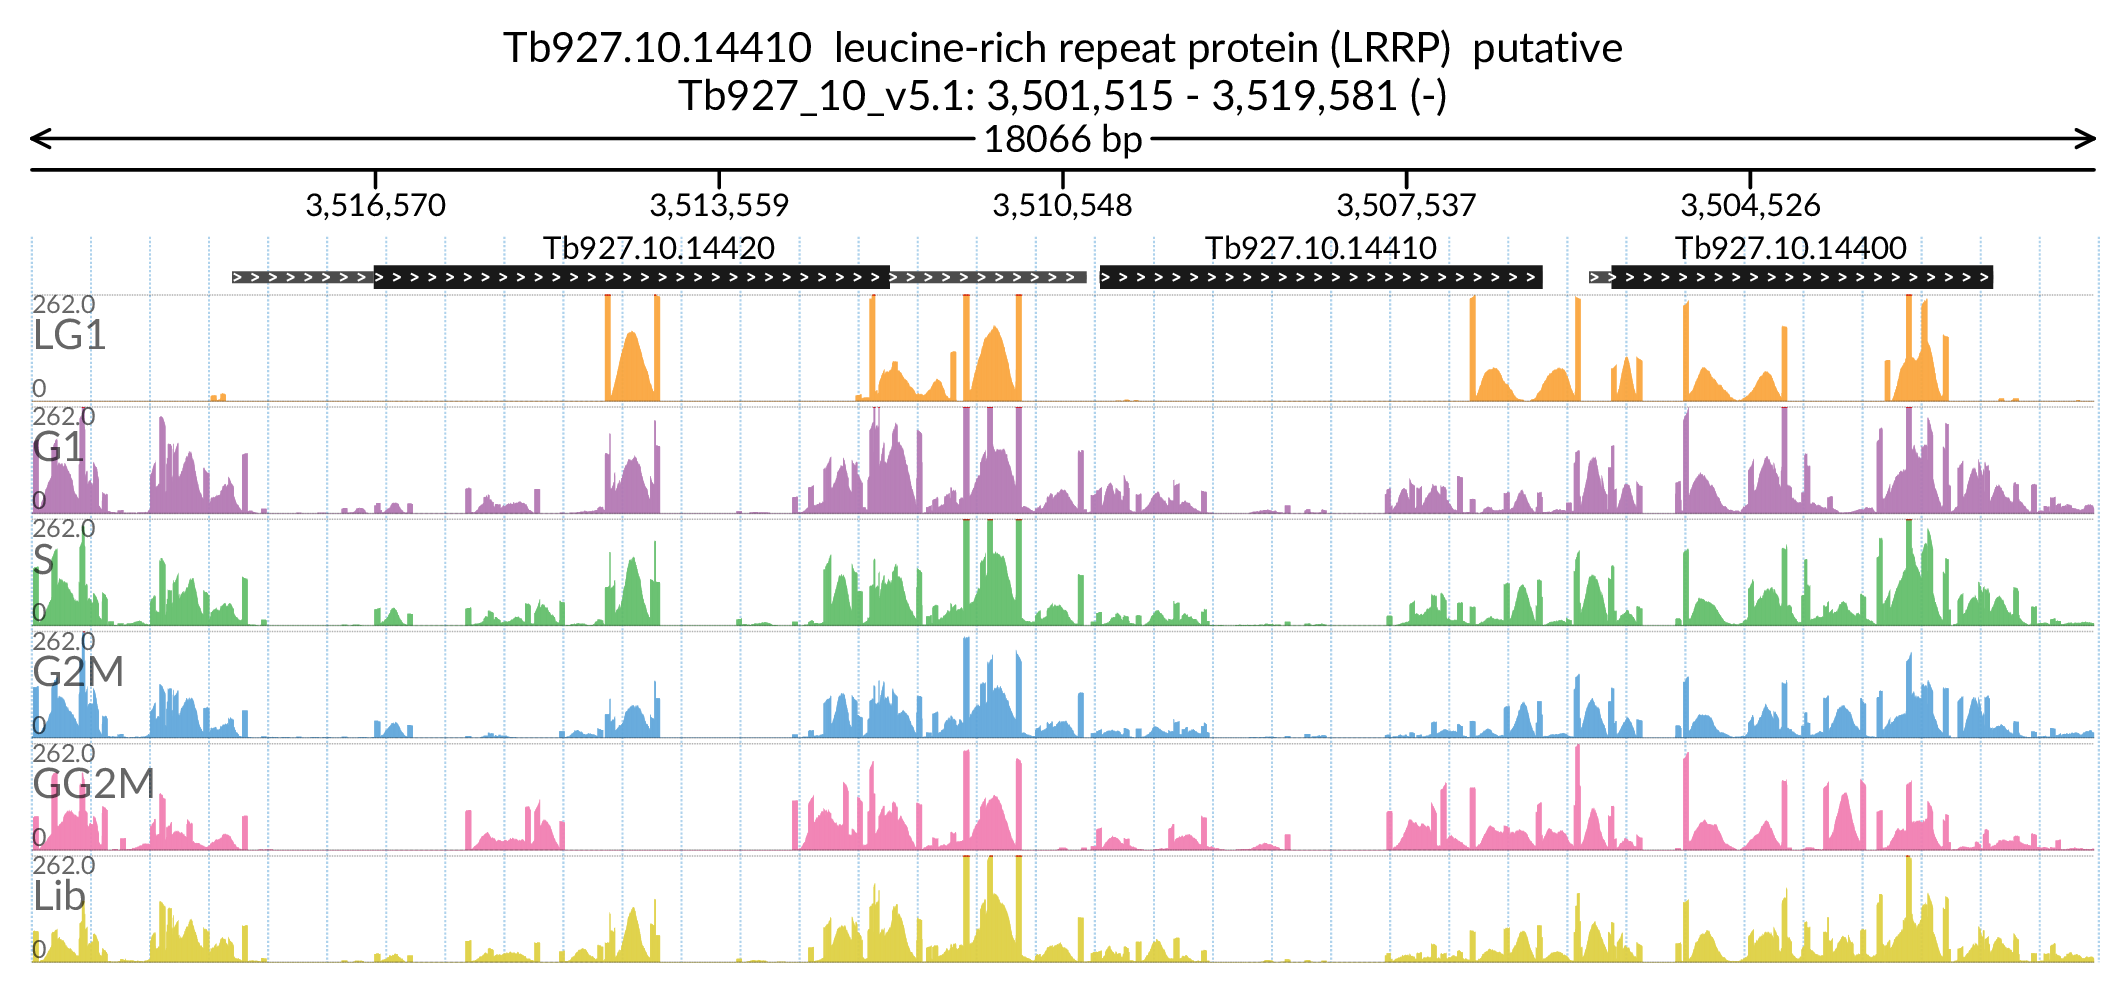 Tb927.10.14410  leucine-rich repeat protein (LRRP)  putative
Tb927_10_v5.1: 3,501,515 - 3,519,581 (-)
18066 bp
3,516,570 3,513,559 3,510,548 3,507,537 3,504,526
Tb927.10.14420 Tb927.10.14410 Tb927.10.14400
262.0
LG1
0
262.0
G1
0
262.0
S
0
262.0
G2M
0
262.0
GG2M
0
262.0
Lib
0